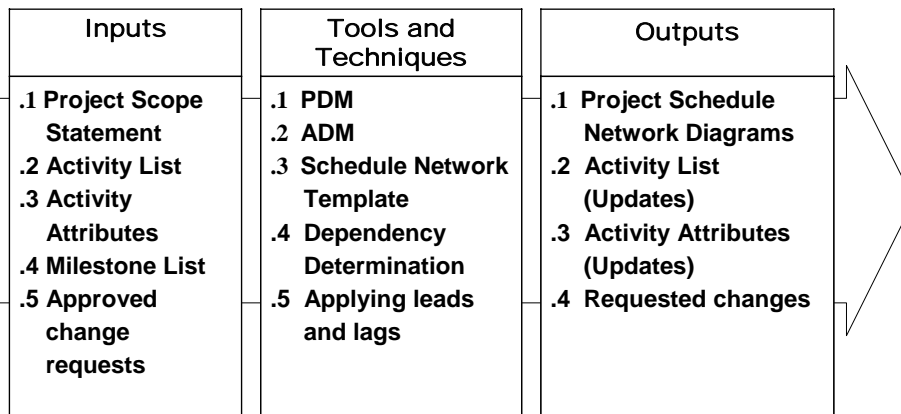 Inputs
.1 Project Scope
Statement
.2 Activity List
.3 Activity
Attributes
.4 Milestone List
.5 Approved
change
requests
Tools and
Techniques
.1 PDM
.2 ADM
.3 Schedule Network
Template
.4 Dependency
Determination
.5 Applying leads
and lags
Outputs
.1 Project Schedule
Network Diagrams
.2 Activity List
(Updates)
.3 Activity Attributes
(Updates)
.4 Requested changes